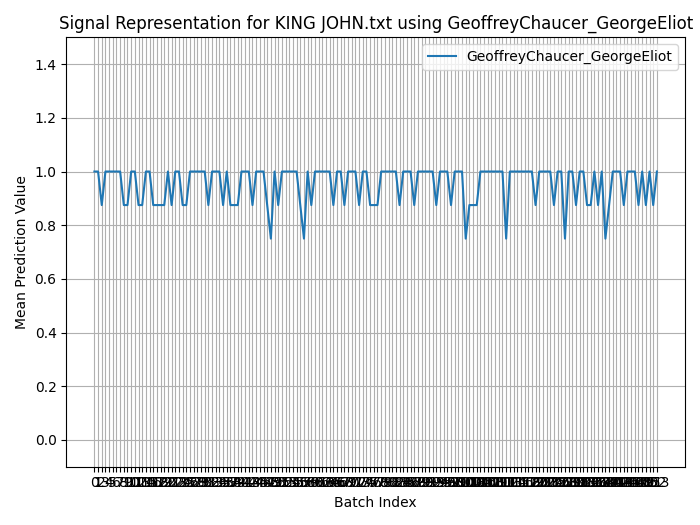 Signal Representation for KING JOHN.txt using GeoffreyChaucer_GeorgeEliot
GeoffreyChaucer_GeorgeEliot
1.4
1.2
1.0
0.8
0.6
0.4
0.2
0.0
Mean Prediction Value
Batch Index